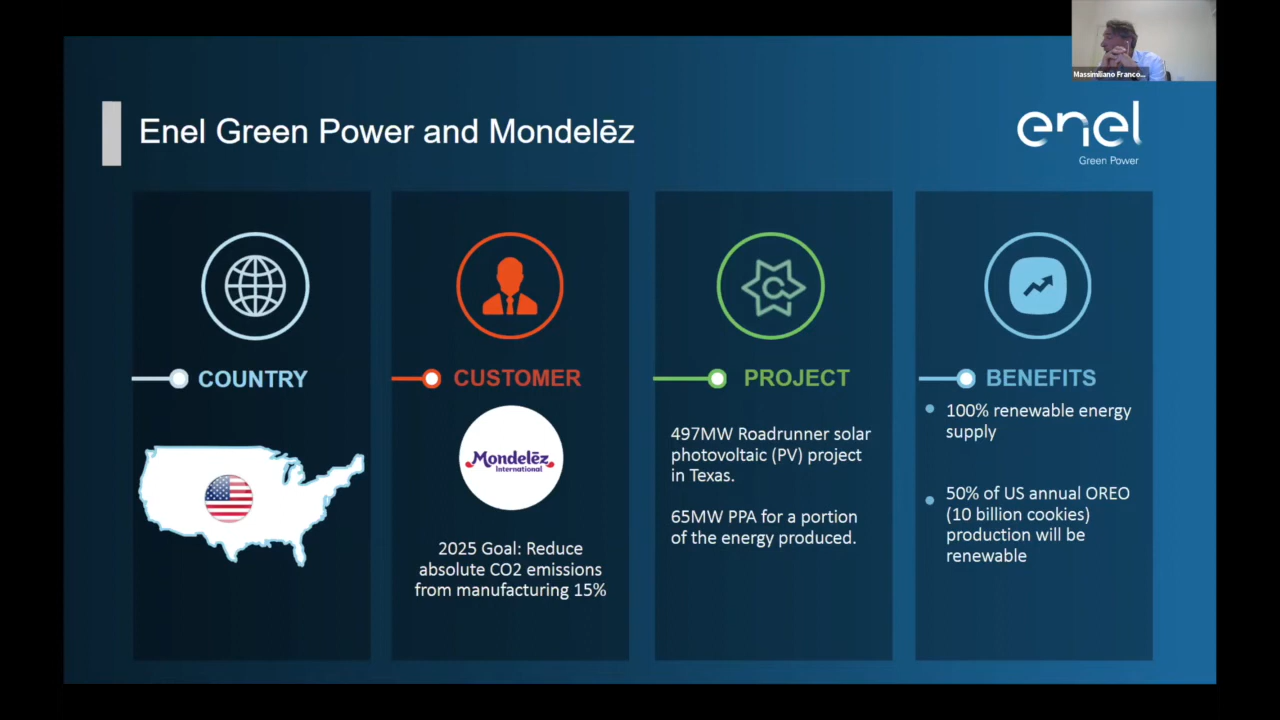 Massimiliano Franco...
Enel Green Power and Mondelēz
enel
Green Power
COUNTRY
CUSTOMER
Mondelēz
International
2025 Goal: Reduce
absolute CO2 emissions
from manufacturing 15%
PROJECT
497MW Roadrunner solar
photovoltaic (PV) project
in Texas.
65MW PPA for a portion
of the energy produced.
BENEFITS
100% renewable energy
supply
50% of US annual OREO
(10 billion cookies)
production will be
renewable